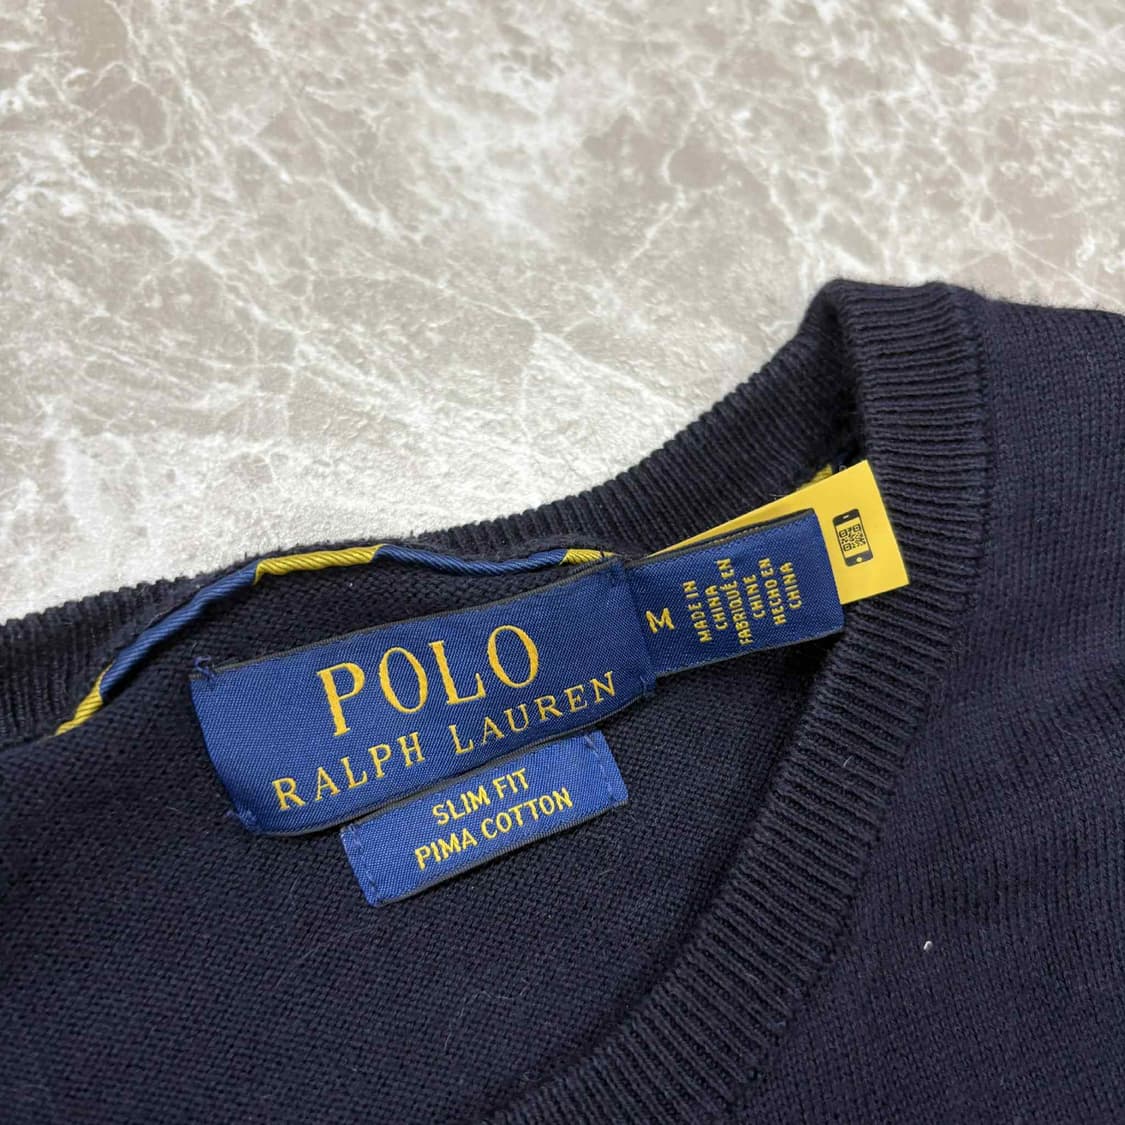 POLO
RALPH LAUREN
SLIM FIT
PIMA COTTON
M
MADE IN
CHINA
FABRIQUÉ EN
CHINE
HECHO EN
CHINA